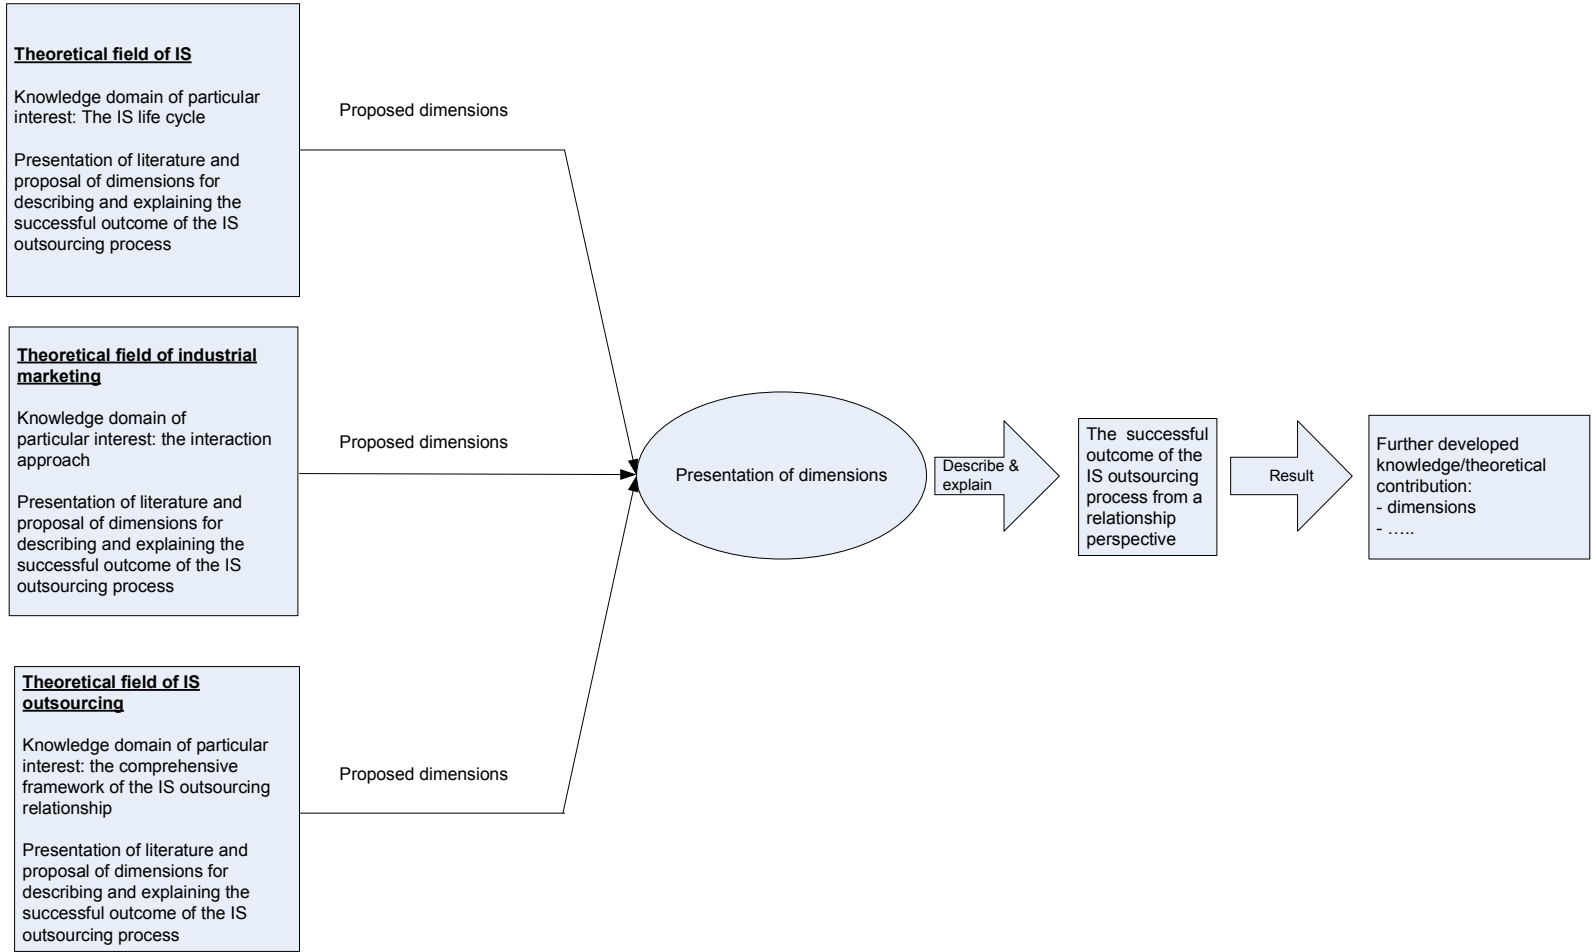 Theoretical field of IS
Knowledge domain of particular
interest: The IS life cycle
Presentation of literature and
proposal of dimensions for
describing and explaining the
successful outcome of the IS
outsourcing process
Proposed dimensions
Theoretical field of industrial
marketing
Knowledge domain of
particular interest: the interaction
approach
Presentation of literature and
proposal of dimensions for
describing and explaining the
successful outcome of the IS
outsourcing process
Proposed dimensions
Theoretical field of IS
outsourcing
Knowledge domain of particular
interest: the comprehensive
framework of the IS outsourcing
relationship
Presentation of literature and
proposal of dimensions for
describing and explaining the
successful outcome of the IS
outsourcing process
Proposed dimensions
Presentation of dimensions
Describe &
explain
The successful
outcome of the
IS outsourcing
process from a
relationship
perspective
Result
Further developed
knowledge/theoretical
contribution:
- dimensions
- …..